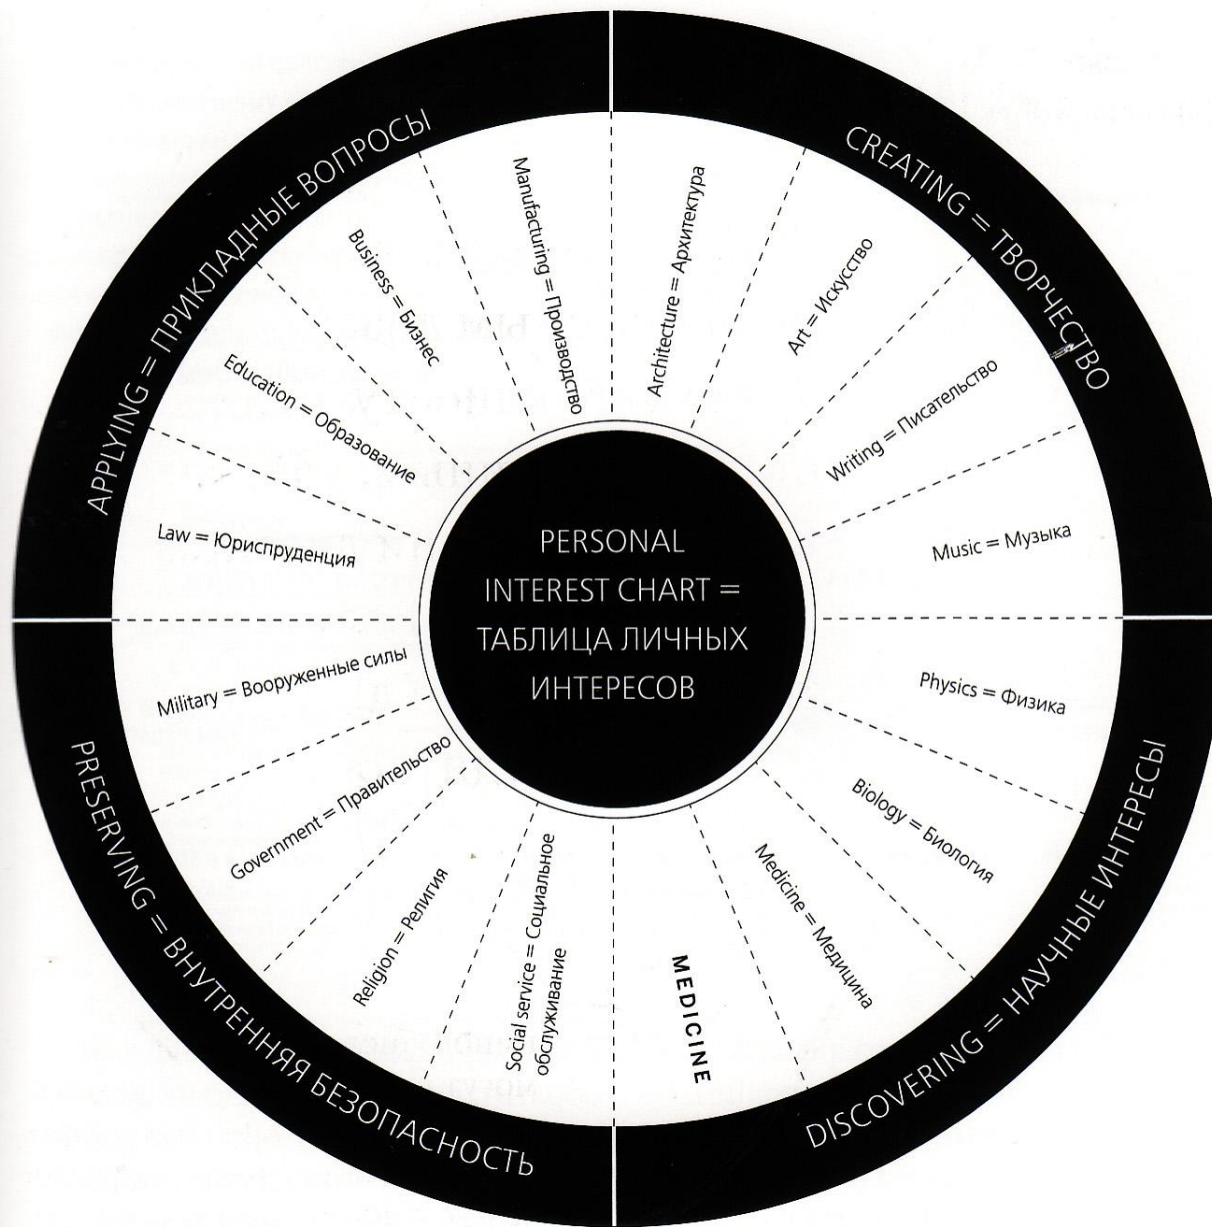 PERSONAL
INTEREST CHART =
ТАБЛИЦА ЛИЧНЫХ
ИНТЕРЕСОВ
CREATING = ТВОРЧЕСТВО
Architecture = Архитектура
Art = Искусство
Writing = Писательство
Music = Музыка
DISCOVERING = НАУЧНЫЕ ИНТЕРЕСЫ
Physics = Физика
Biology = Биология
Medicine = Медицина
MEDICINE
PRESERVING = ВНУТРЕННЯЯ БЕЗОПАСНОСТЬ
Social service = Социальное
обслуживание
Religion = Религия
Government = Правительство
Military = Вооруженные силы
APPLYING = ПРИКЛАДНЫЕ ВОПРОСЫ
Law = Юриспруденция
Education = Образование
Business = Бизнес
Manufacturing = Производство